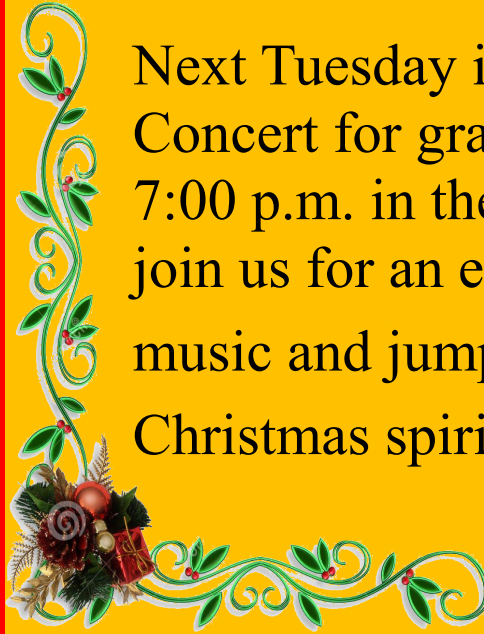 Next Tuesday i
Concert for gra
7:00 p.m. in the
join us for an e
music and jump
Christmas spiri